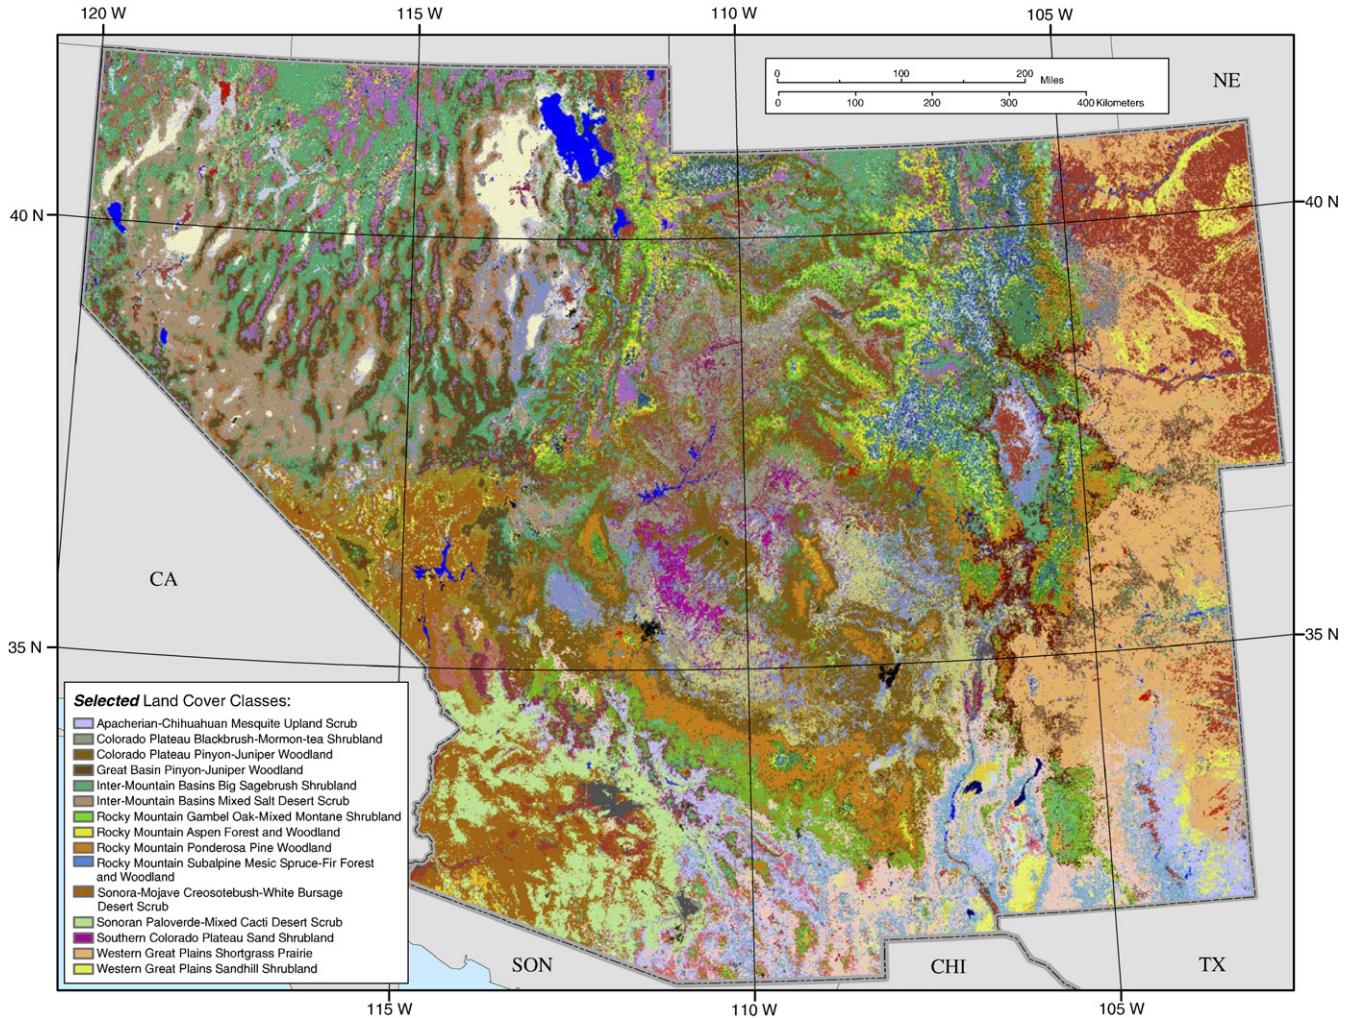 120 W 115 W 110 W 105 W
0 100 200 Miles
0 100 200 300 400 Kilometers
NE
40 N 40 N
CA
35 N 35 N
Selected Land Cover Classes:
Apacherian-Chihuahuan Mesquite Upland Scrub
Colorado Plateau Blackbrush-Mormon-tea Shrubland
Colorado Plateau Pinyon-Juniper Woodland
Great Basin Pinyon-Juniper Woodland
Inter-Mountain Basins Big Sagebrush Shrubland
Inter-Mountain Basins Mixed Salt Desert Scrub
Rocky Mountain Gambel Oak-Mixed Montane Shrubland
Rocky Mountain Aspen Forest and Woodland
Rocky Mountain Ponderosa Pine Woodland
Rocky Mountain Subalpine Mesic Spruce-Fir Forest
and Woodland
Sonora-Mojave Creosotebush-White Bursage
Desert Scrub
Sonoran Paloverde-Mixed Cacti Desert Scrub
Southern Colorado Plateau Sand Shrubland
Western Great Plains Shortgrass Prairie
Western Great Plains Sandhill Shrubland
SON CHI TX
115 W 110 W 105 W